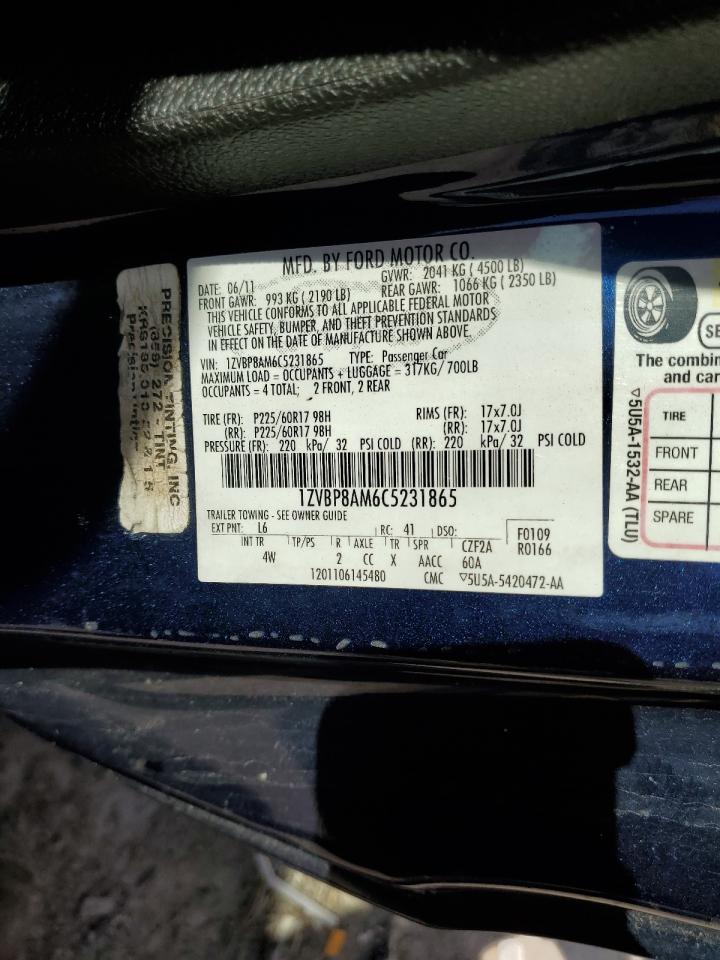 MFD. BY FORD MOTOR CO.
DATE: 06/11 GVWR: 2041 KG ( 4500 LB)
FRONT GAWR: 993 KG ( 2190 LB) REAR GAWR: 1066 KG ( 2350 LB)
THIS VEHICLE CONFORMS TO ALL APPLICABLE FEDERAL MOTOR
VEHICLE SAFETY, BUMPER, AND THEFT PREVENTION STANDARDS
IN EFFECT ON THE DATE OF MANUFACTURE SHOWN ABOVE.
VIN: 1ZVBP8AM6C5231865 TYPE: Passenger Car
MAXIMUM LOAD = OCCUPANTS + LUGGAGE = 317KG/ 700LB
OCCUPANTS = 4 TOTAL; 2 FRONT, 2 REAR
TIRE (FR): P225/60R17 98H RIMS (FR): 17x7.0J
(RR): P225/60R17 98H (RR): 17x7.0J
PRESSURE (FR): 220 kPa/ 32 PSI COLD (RR): 220 kPa/ 32 PSI COLD
1ZVBP8AM6C5231865
TRAILER TOWING - SEE OWNER GUIDE
EXT PNT: L6 RC: 41 DSO: F0109
INT TR TP/PS R AXLE TR SPR CZF2A R0166
4W 2 CC X AACC 60A
1201106145480 CMC ▽5U5A-5420472-AA
PRECISION TINTING, INC
272 - TINT
The combin
and car
TIRE
FRONT
REAR
SPARE
▽5U5A-1532-AA (TLU)
SE